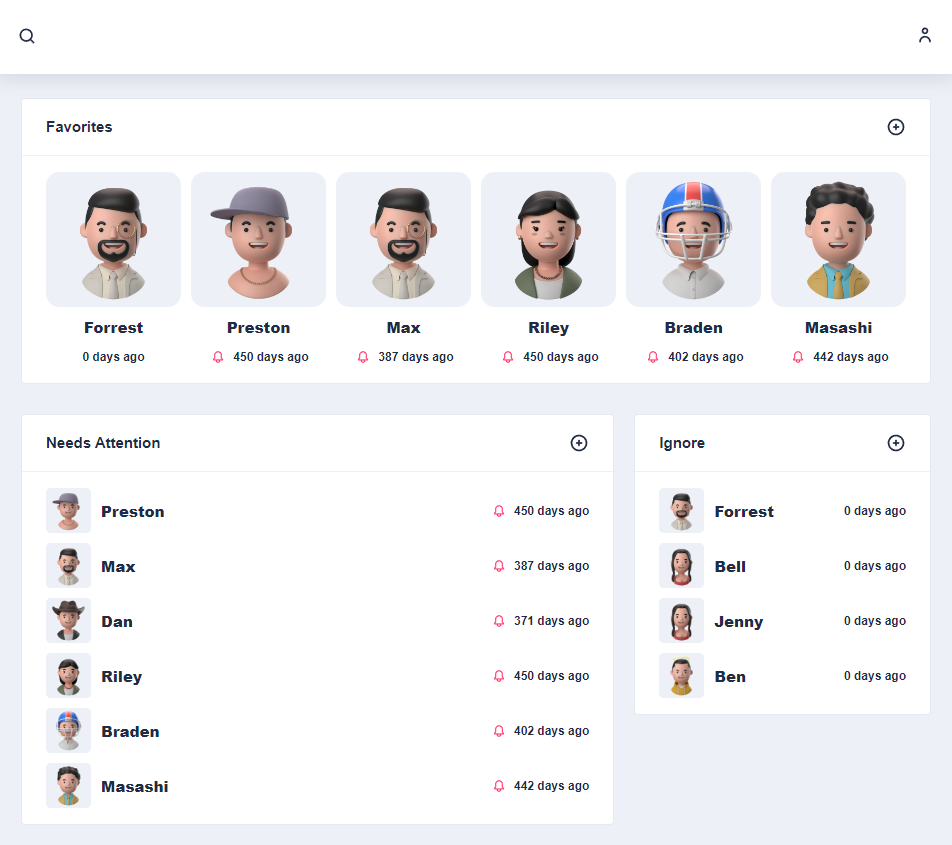 Favorites
Forrest Preston Max Riley Braden Masashi
0 days ago 450 days ago 387 days ago 450 days ago 402 days ago 442 days ago
Needs Attention
Preston 450 days ago
Max 387 days ago
Dan 371 days ago
Riley 450 days ago
Braden 402 days ago
Masashi 442 days ago
Ignore
Forrest 0 days ago
Bell 0 days ago
Jenny 0 days ago
Ben 0 days ago